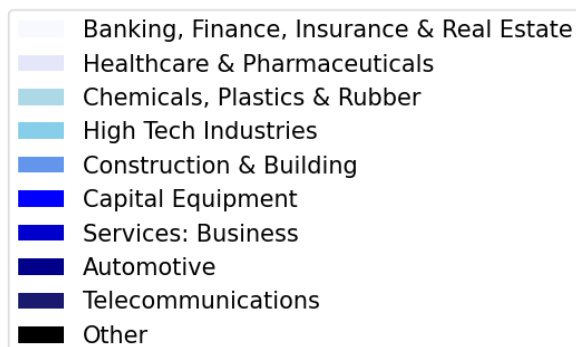 Banking, Finance, Insurance & Real Estate
Healthcare & Pharmaceuticals
Chemicals, Plastics & Rubber
High Tech Industries
Construction & Building
Capital Equipment
Services: Business
Automotive
Telecommunications
Other